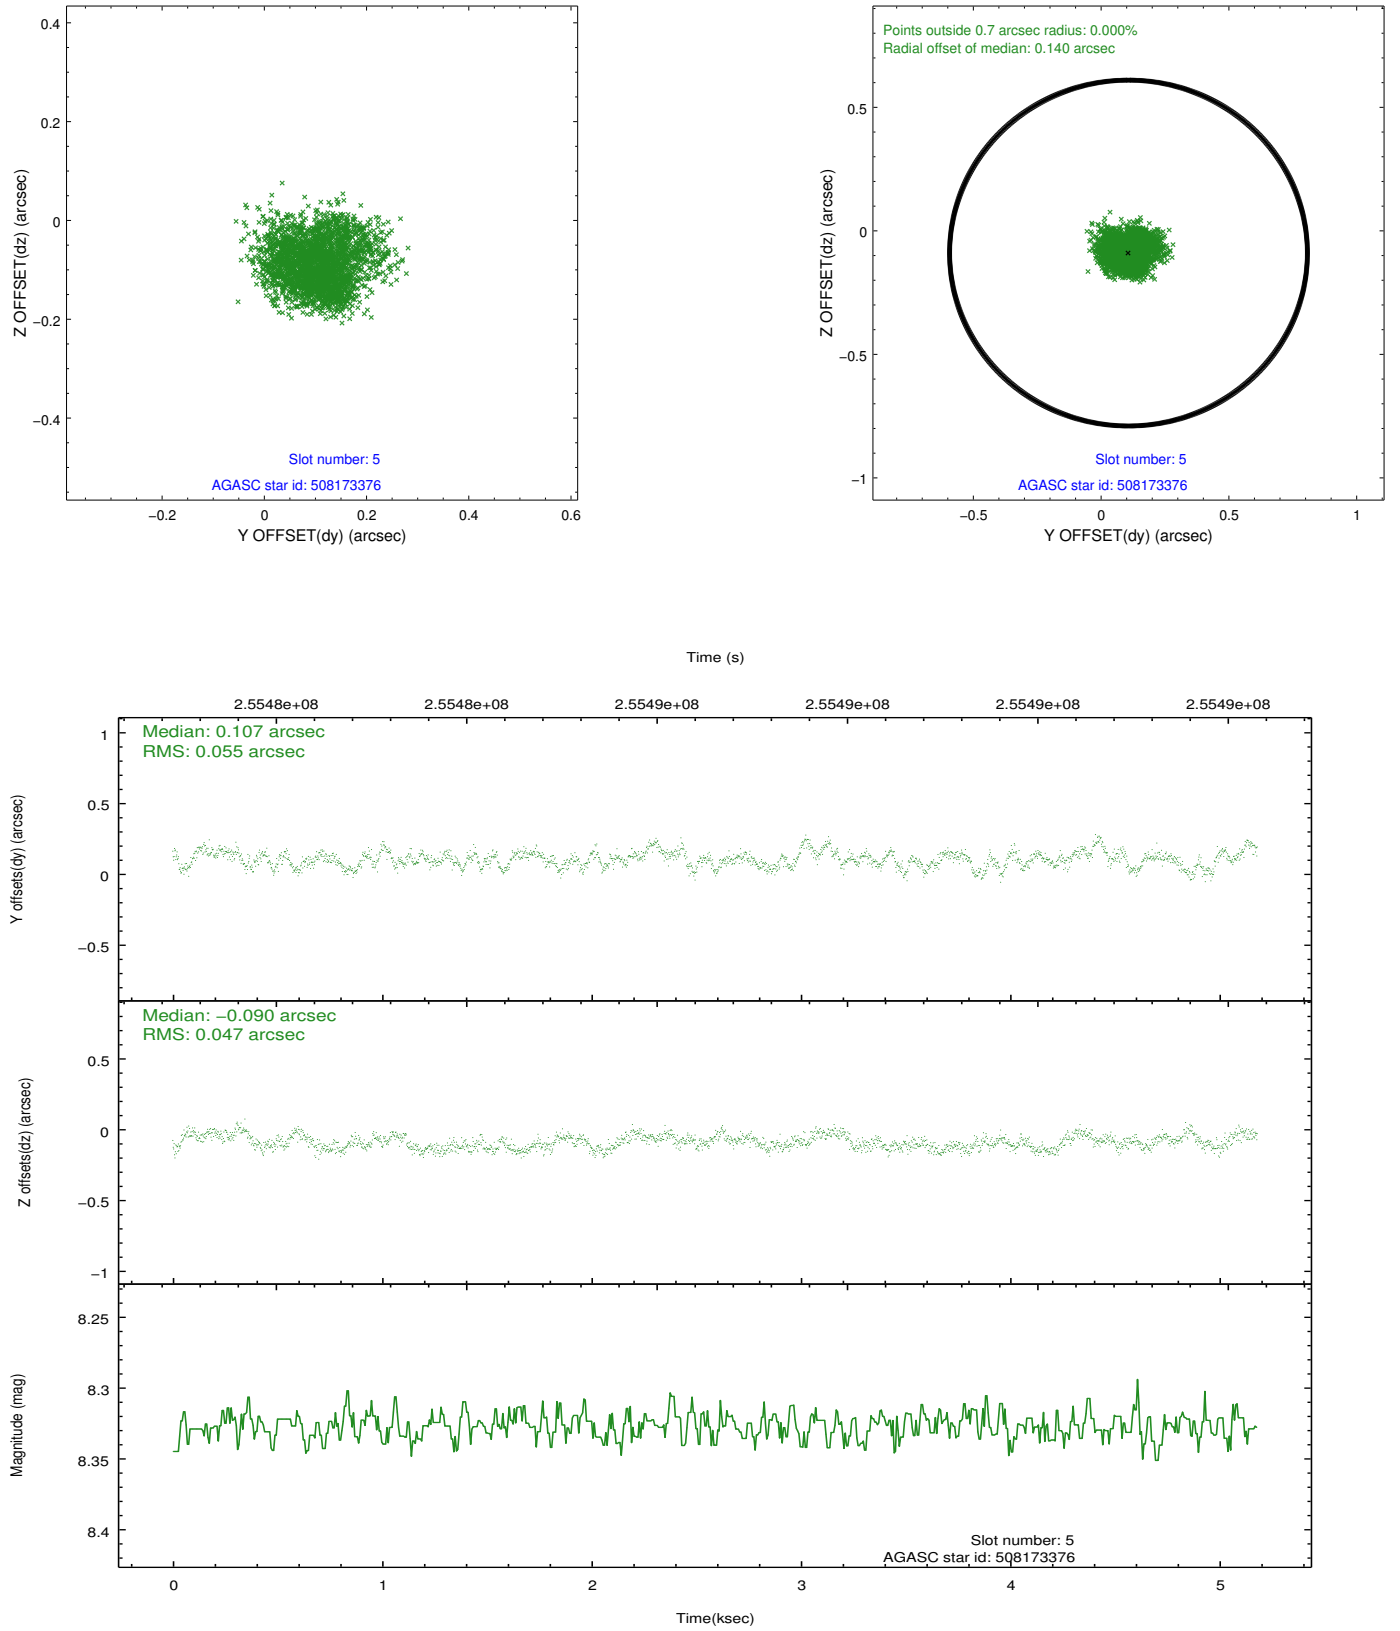 0.4
0.2
0
−0.2
−0.4
Z OFFSET(dz) (arcsec)
Slot number: 5
AGASC star id: 508173376
−0.2 0 0.2 0.4 0.6
Y OFFSET(dy) (arcsec)
Points outside 0.7 arcsec radius: 0.000%
Radial offset of median: 0.140 arcsec
0.5
0
−0.5
−1
Z OFFSET(dz) (arcsec)
Slot number: 5
AGASC star id: 508173376
−0.5 0 0.5 1
Y OFFSET(dy) (arcsec)
Time (s)
2.5548e+08 2.5548e+08 2.5549e+08 2.5549e+08 2.5549e+08 2.5549e+08
Median: 0.107 arcsec
RMS: 0.055 arcsec
1
0.5
0
−0.5
Y offsets(dy) (arcsec)
Median: −0.090 arcsec
RMS: 0.047 arcsec
0.5
0
−0.5
−1
Z offsets(dz) (arcsec)
8.25
8.3
8.35
8.4
Magnitude (mag)
Slot number: 5
AGASC star id: 508173376
0 1 2 3 4 5
Time(ksec)